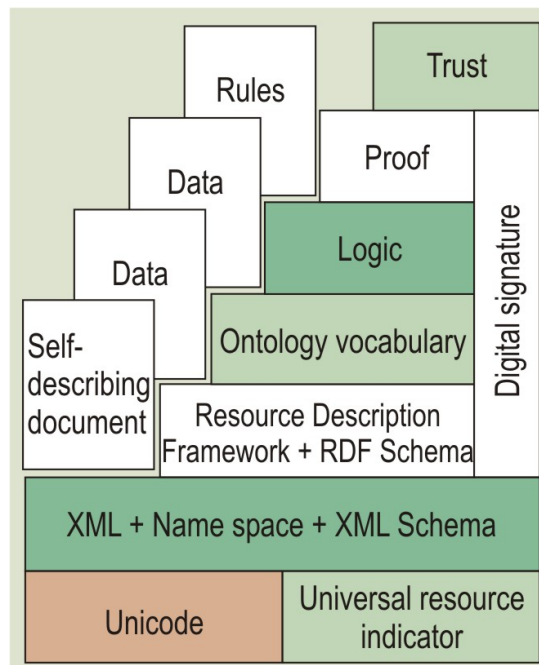 Trust
Rules
Proof
Data
Logic
Data
Digital signature
Ontology vocabulary
Self-
describing
document
Resource Description
Framework + RDF Schema
XML + Name space + XML Schema
Unicode
Universal resource
indicator